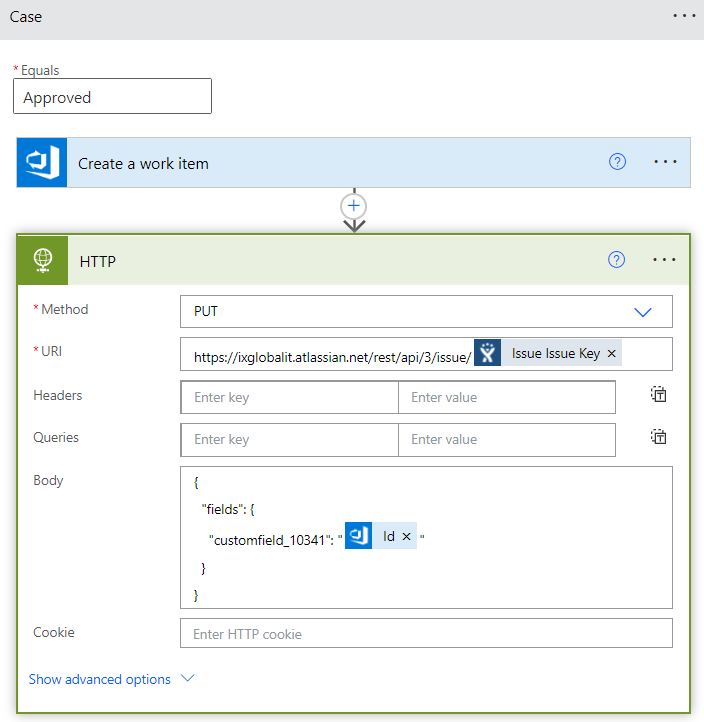 Case
* Equals
Approved
Create a work item
HTTP
* Method
PUT
* URI
https://ixglobalit.atlassian.net/rest/api/3/issue/ Issue Issue Key ×
Headers
Enter key
Enter value
Queries
Enter key
Enter value
Body
{
"fields": {
"customfield_10341": " Id × "
}
}
Cookie
Enter HTTP cookie
Show advanced options